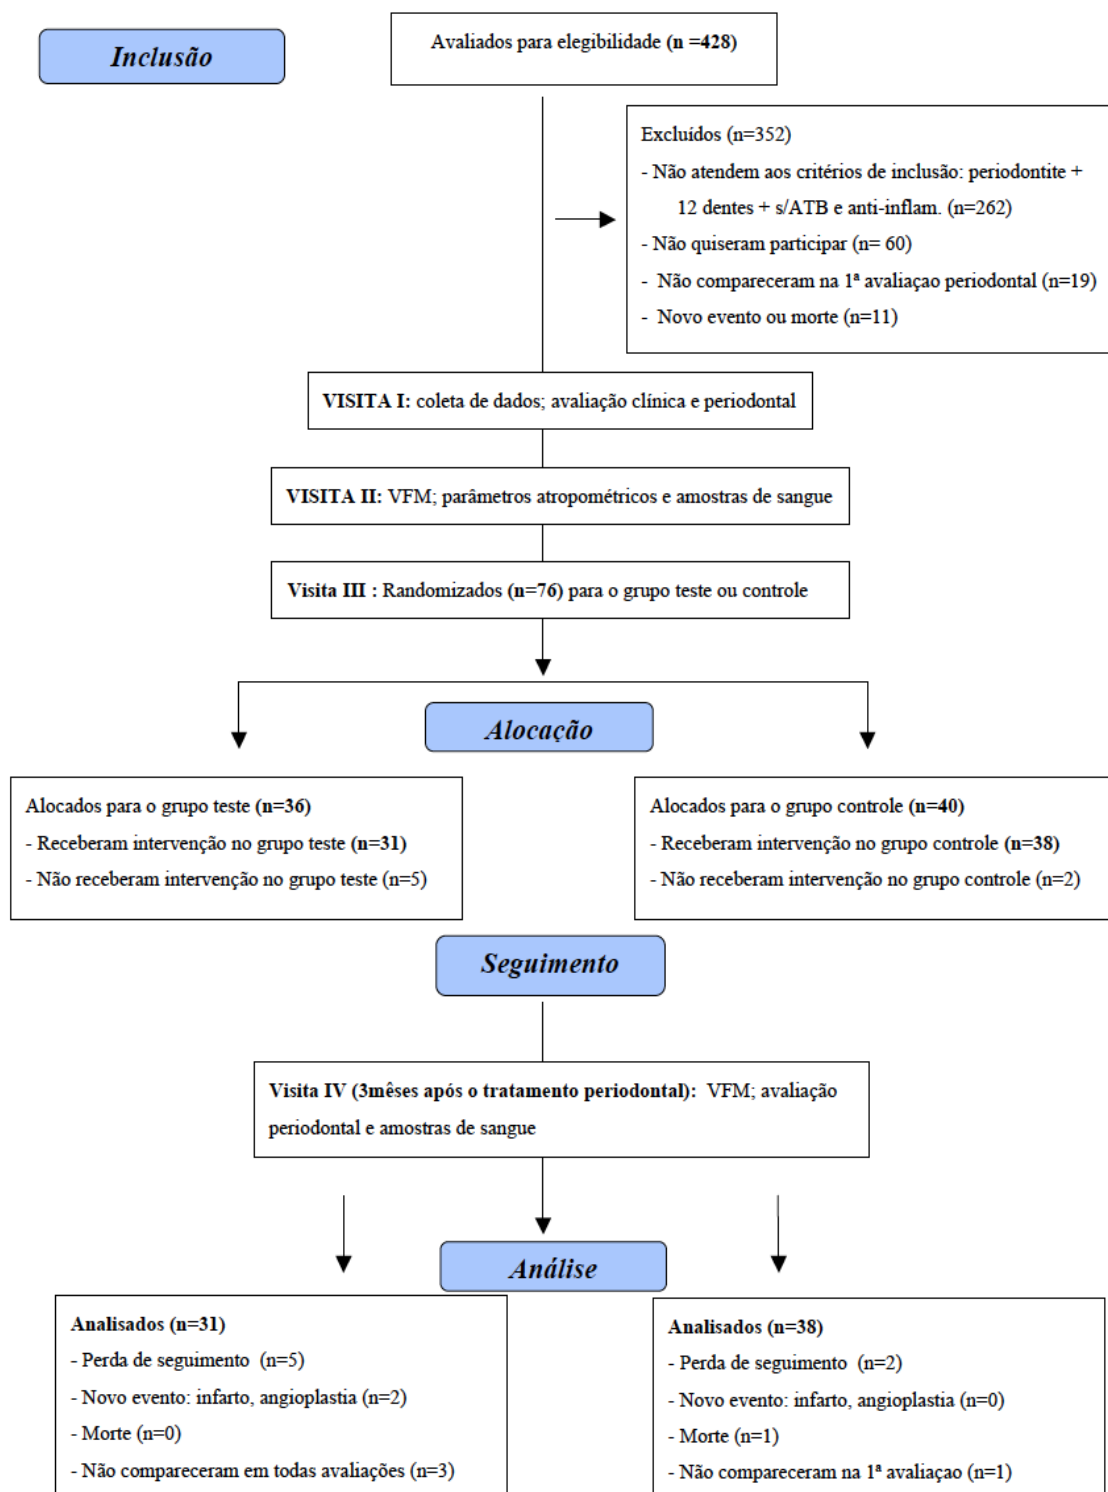 Inclusão
Avaliados para elegibilidade (n =428)
Excluídos (n=352)
- Não atendem aos critérios de inclusão: periodontite +
12 dentes + s/ATB e anti-inflam. (n=262)
- Não quiseram participar (n= 60)
- Não compareceram na 1ª avaliaçao periodontal (n=19)
- Novo evento ou morte (n=11)
VISITA I: coleta de dados; avaliação clínica e periodontal
VISITA II: VFM; parâmetros atropométricos e amostras de sangue
Visita III : Randomizados (n=76) para o grupo teste ou controle
Alocação
Alocados para o grupo teste (n=36)
- Receberam intervenção no grupo teste (n=31)
- Não receberam intervenção no grupo teste (n=5)
Alocados para o grupo controle (n=40)
- Receberam intervenção no grupo controle (n=38)
- Não receberam intervenção no grupo controle (n=2)
Seguimento
Visita IV (3mêses após o tratamento periodontal): VFM; avaliação
periodontal e amostras de sangue
Análise
Analisados (n=31)
- Perda de seguimento (n=5)
- Novo evento: infarto, angioplastia (n=2)
- Morte (n=0)
- Não compareceram em todas avaliações (n=3)
Analisados (n=38)
- Perda de seguimento (n=2)
- Novo evento: infarto, angioplastia (n=0)
- Morte (n=1)
- Não compareceram na 1ª avaliaçao (n=1)